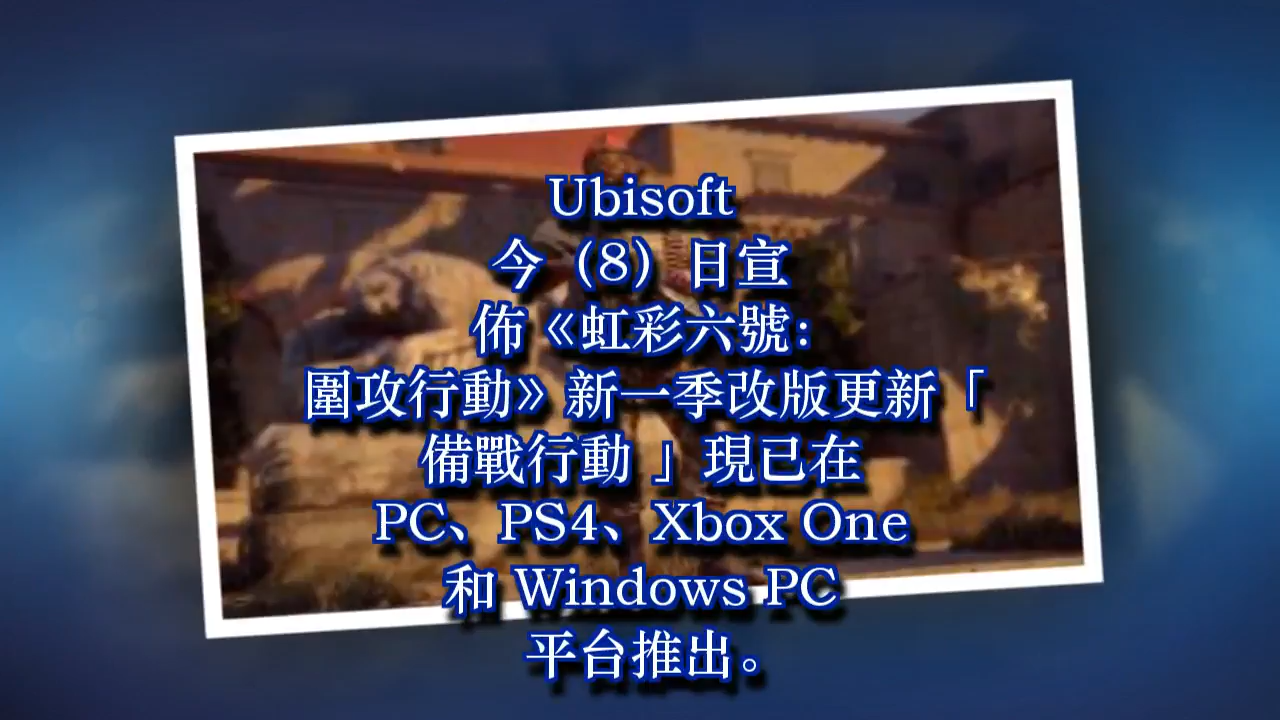 Ubisoft
今（8）日宣
佈《虹彩六號：
圍攻行動》新一季改版更新「
備戰行動 」現已在
PC、PS4、Xbox One
和 Windows PC
平台推出。